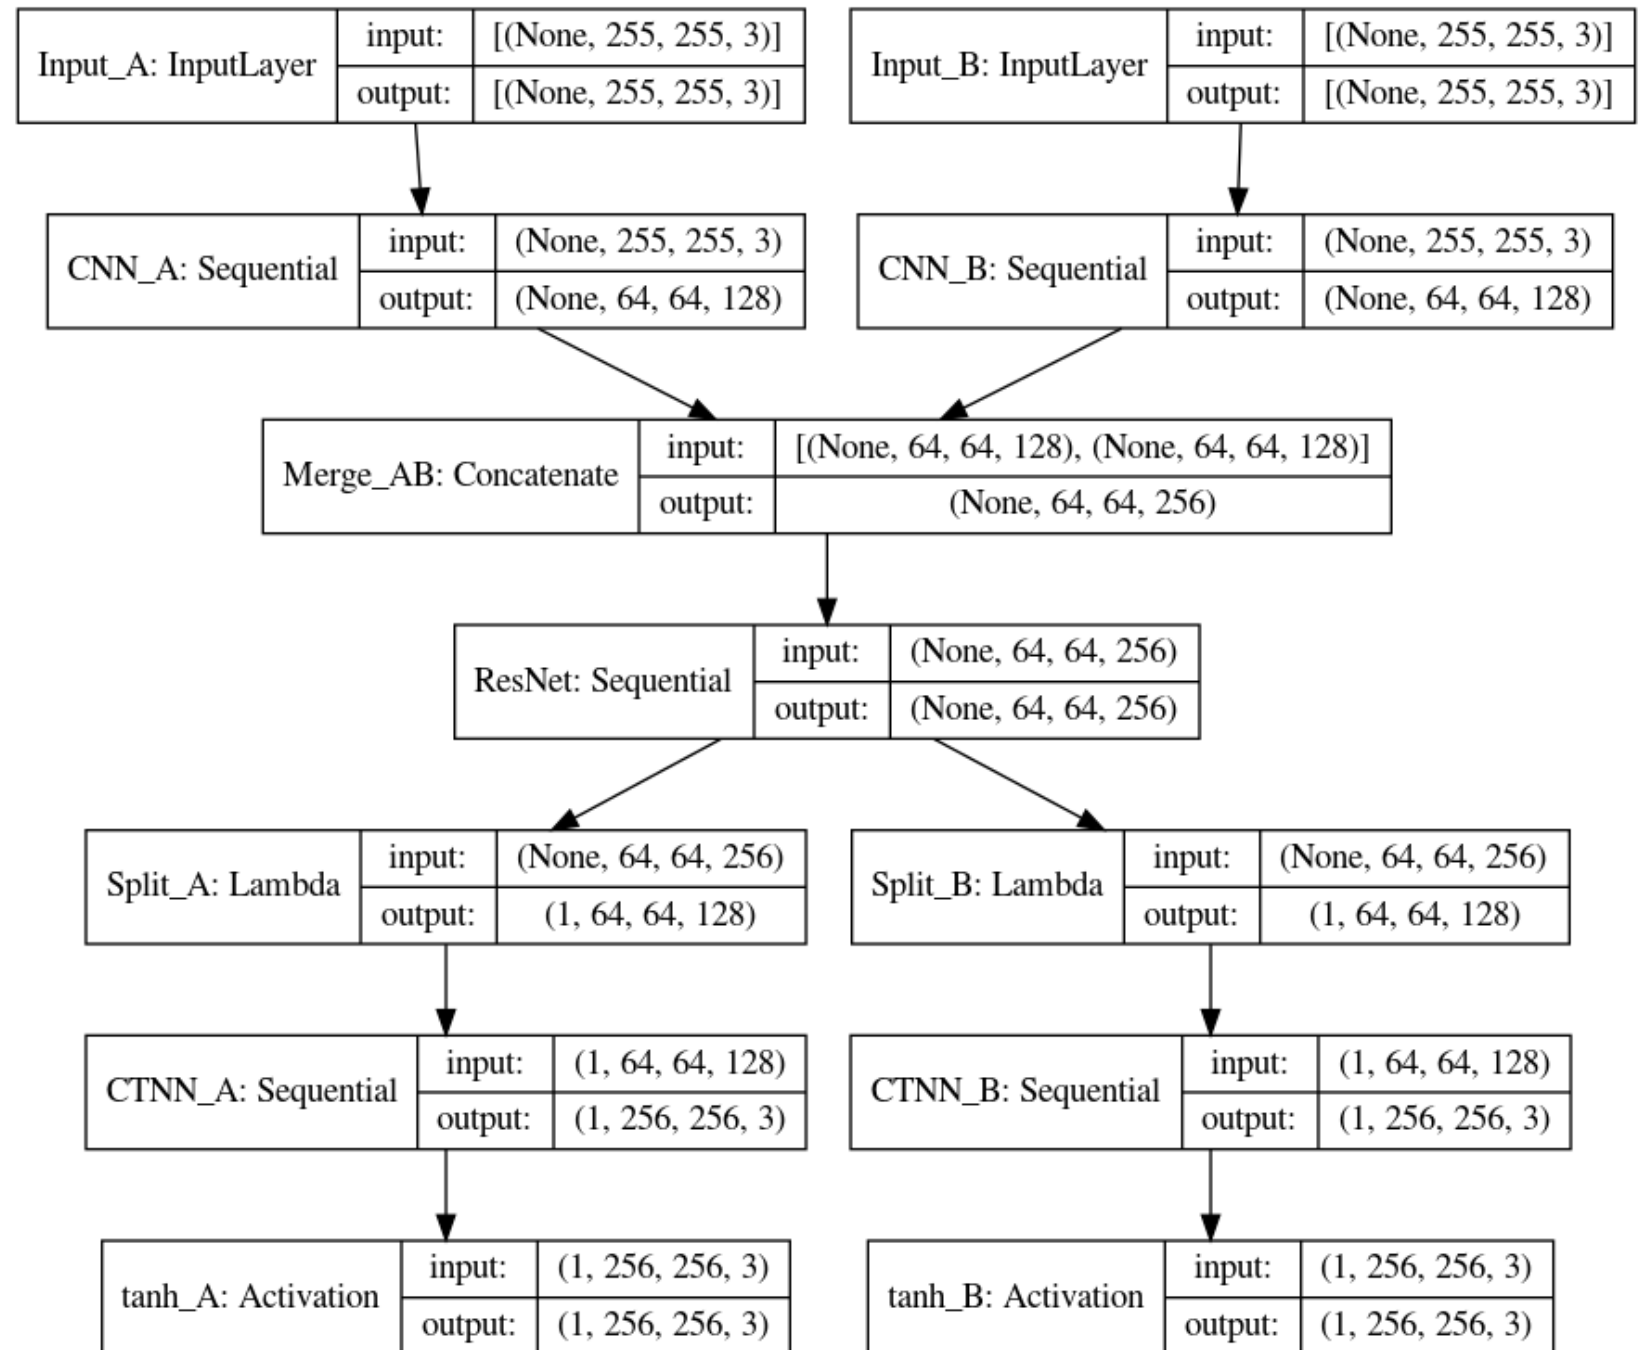 Input_A: InputLayer
input:
[(None, 255, 255, 3)]
output:
[(None, 255, 255, 3)]
Input_B: InputLayer
input:
[(None, 255, 255, 3)]
output:
[(None, 255, 255, 3)]
CNN_A: Sequential
input:
(None, 255, 255, 3)
output:
(None, 64, 64, 128)
CNN_B: Sequential
input:
(None, 255, 255, 3)
output:
(None, 64, 64, 128)
Merge_AB: Concatenate
input:
[(None, 64, 64, 128), (None, 64, 64, 128)]
output:
(None, 64, 64, 256)
ResNet: Sequential
input:
(None, 64, 64, 256)
output:
(None, 64, 64, 256)
Split_A: Lambda
input:
(None, 64, 64, 256)
output:
(1, 64, 64, 128)
Split_B: Lambda
input:
(None, 64, 64, 256)
output:
(1, 64, 64, 128)
CTNN_A: Sequential
input:
(1, 64, 64, 128)
output:
(1, 256, 256, 3)
CTNN_B: Sequential
input:
(1, 64, 64, 128)
output:
(1, 256, 256, 3)
tanh_A: Activation
input:
(1, 256, 256, 3)
output:
(1, 256, 256, 3)
tanh_B: Activation
input:
(1, 256, 256, 3)
output:
(1, 256, 256, 3)